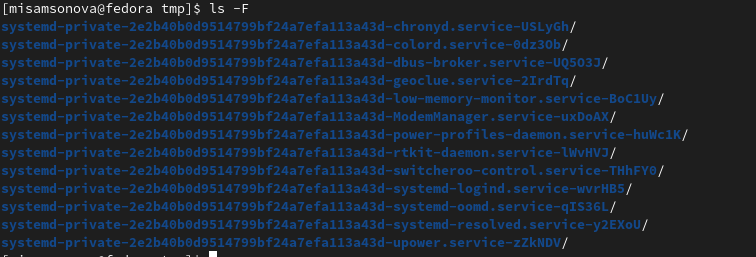 [misamsonova@fedora tmp]$ ls -F
systemd-private-2e2b40b0d9514799bf24a7efa113a43d-chronyd.service-USLyGh/
systemd-private-2e2b40b0d9514799bf24a7efa113a43d-colord.service-0dz3Ob/
systemd-private-2e2b40b0d9514799bf24a7efa113a43d-dbus-broker.service-UQ5O3J/
systemd-private-2e2b40b0d9514799bf24a7efa113a43d-geoclue.service-2IrdTq/
systemd-private-2e2b40b0d9514799bf24a7efa113a43d-low-memory-monitor.service-BoC1Uy/
systemd-private-2e2b40b0d9514799bf24a7efa113a43d-ModemManager.service-uxDoAX/
systemd-private-2e2b40b0d9514799bf24a7efa113a43d-power-profiles-daemon.service-huWc1K/
systemd-private-2e2b40b0d9514799bf24a7efa113a43d-rtkit-daemon.service-lWvHVJ/
systemd-private-2e2b40b0d9514799bf24a7efa113a43d-switcheroo-control.service-THhFY0/
systemd-private-2e2b40b0d9514799bf24a7efa113a43d-systemd-logind.service-wvrHB5/
systemd-private-2e2b40b0d9514799bf24a7efa113a43d-systemd-oomd.service-qIS36L/
systemd-private-2e2b40b0d9514799bf24a7efa113a43d-systemd-resolved.service-y2EXoU/
systemd-private-2e2b40b0d9514799bf24a7efa113a43d-upower.service-zZkNDV/